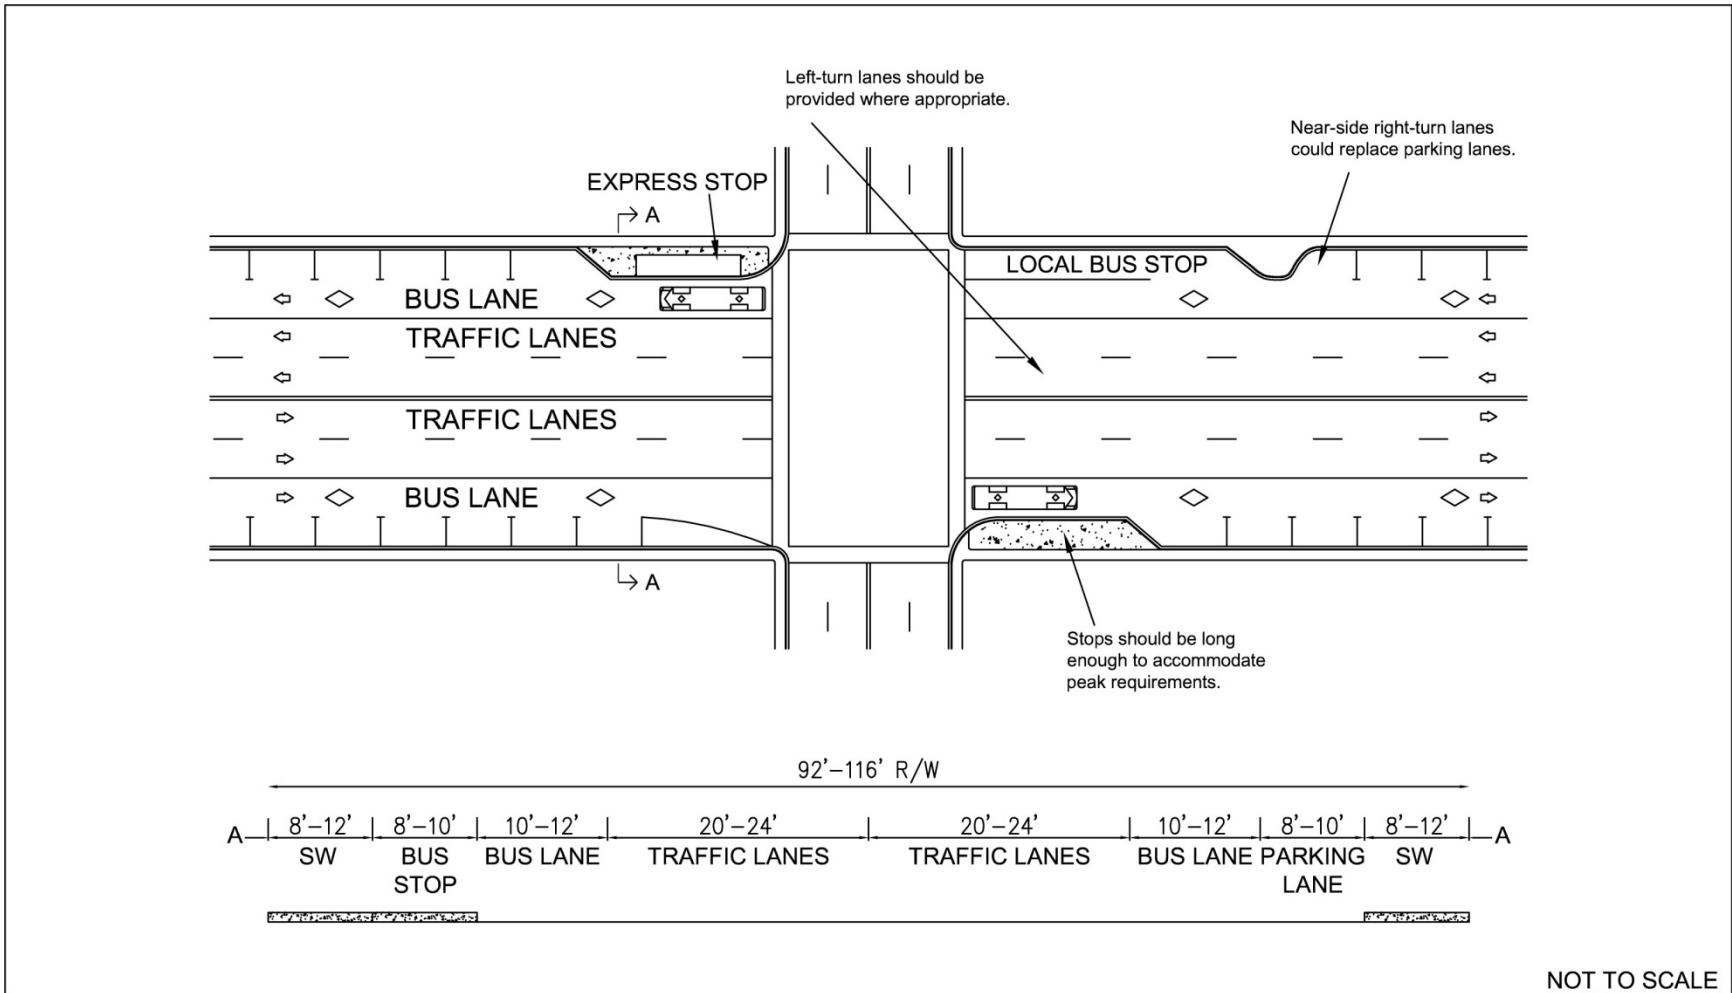 Left-turn lanes should be
provided where appropriate.
Near-side right-turn lanes
could replace parking lanes.
EXPRESS STOP
A
LOCAL BUS STOP
BUS LANE
TRAFFIC LANES
TRAFFIC LANES
BUS LANE
A
Stops should be long
enough to accommodate
peak requirements.
92'-116' R/W
A 8'-12' 8'-10' 10'-12' 20'-24' 20'-24' 10'-12' 8'-10' 8'-12' A
SW BUS BUS LANE TRAFFIC LANES TRAFFIC LANES BUS LANE PARKING SW
STOP LANE
NOT TO SCALE